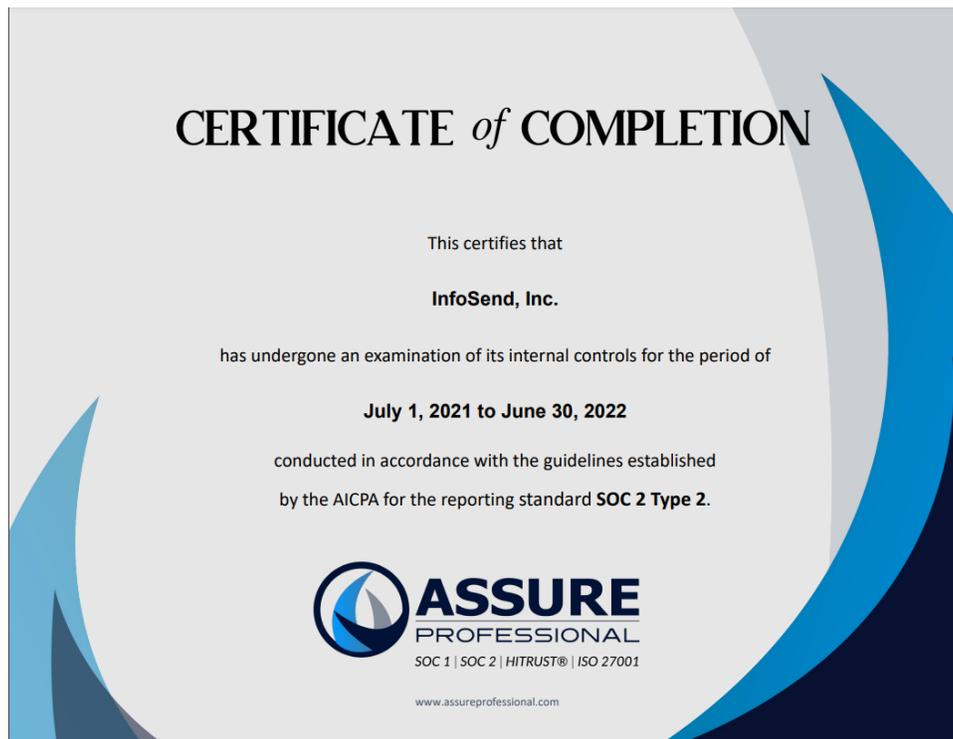 CERTIFICATE of COMPLETION
This certifies that
InfoSend, Inc.
has undergone an examination of its internal controls for the period of
July 1, 2021 to June 30, 2022
conducted in accordance with the guidelines established
by the AICPA for the reporting standard SOC 2 Type 2.
ASSURE
PROFESSIONAL
SOC 1 | SOC 2 | HITRUST® | ISO 27001
www.assureprofessional.com